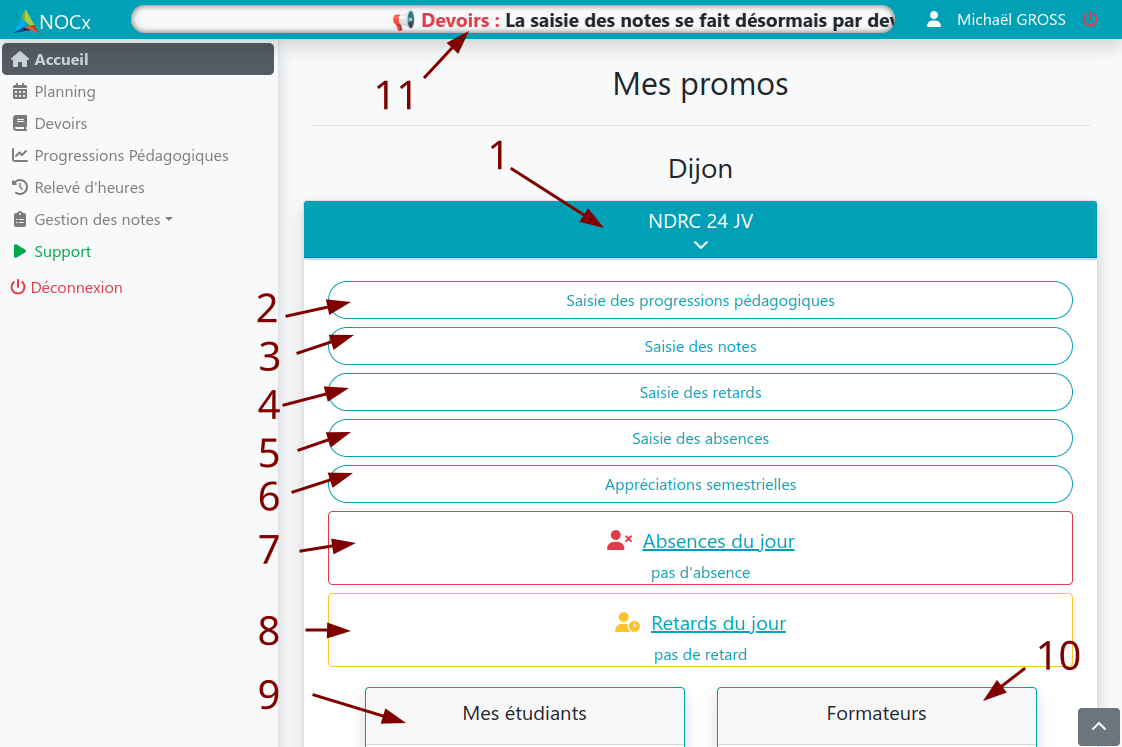 NOCx
Devoirs : La saisie des notes se fait désormais par dev
Michaël GROSS
11
Accueil
Planning
Devoirs
Progressions Pédagogiques
Relevé d'heures
Gestion des notes
Support
Déconnexion
Mes promos
1
Dijon
NDRC 24 JV
2
Saisie des progressions pédagogiques
3
Saisie des notes
4
Saisie des retards
5
Saisie des absences
6
Appréciations semestrielles
7
Absences du jour
pas d'absence
8
Retards du jour
pas de retard
9
Mes étudiants
10
Formateurs